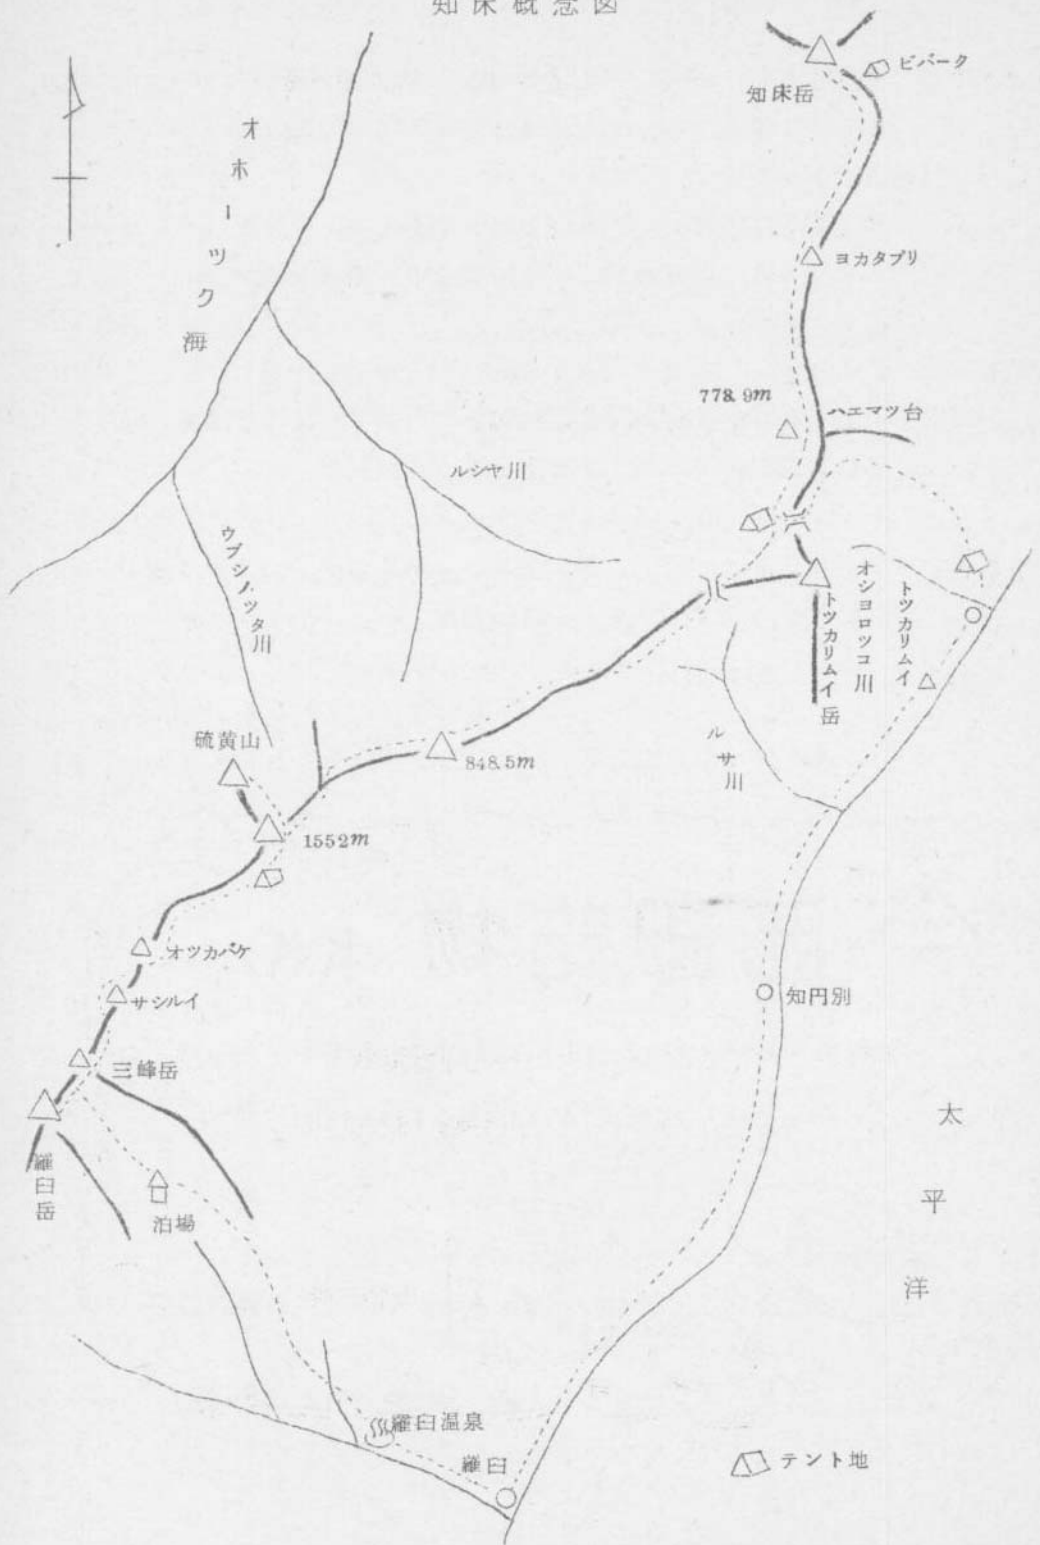 知床概念図
ビバーク
知床岳
オホーツク海
ヨカタプリ
778.9m
ハエマツ台
ルシヤ川
ウブシノッタ川
トツカリムイ岳
オシヨロツコ川
トツカリムイ
ルサ川
硫黄山
848.5m
1552m
オツカバケ
サシルイ
知円別
三峰岳
羅臼岳
泊場
太平洋
羅臼温泉
羅臼
テント地